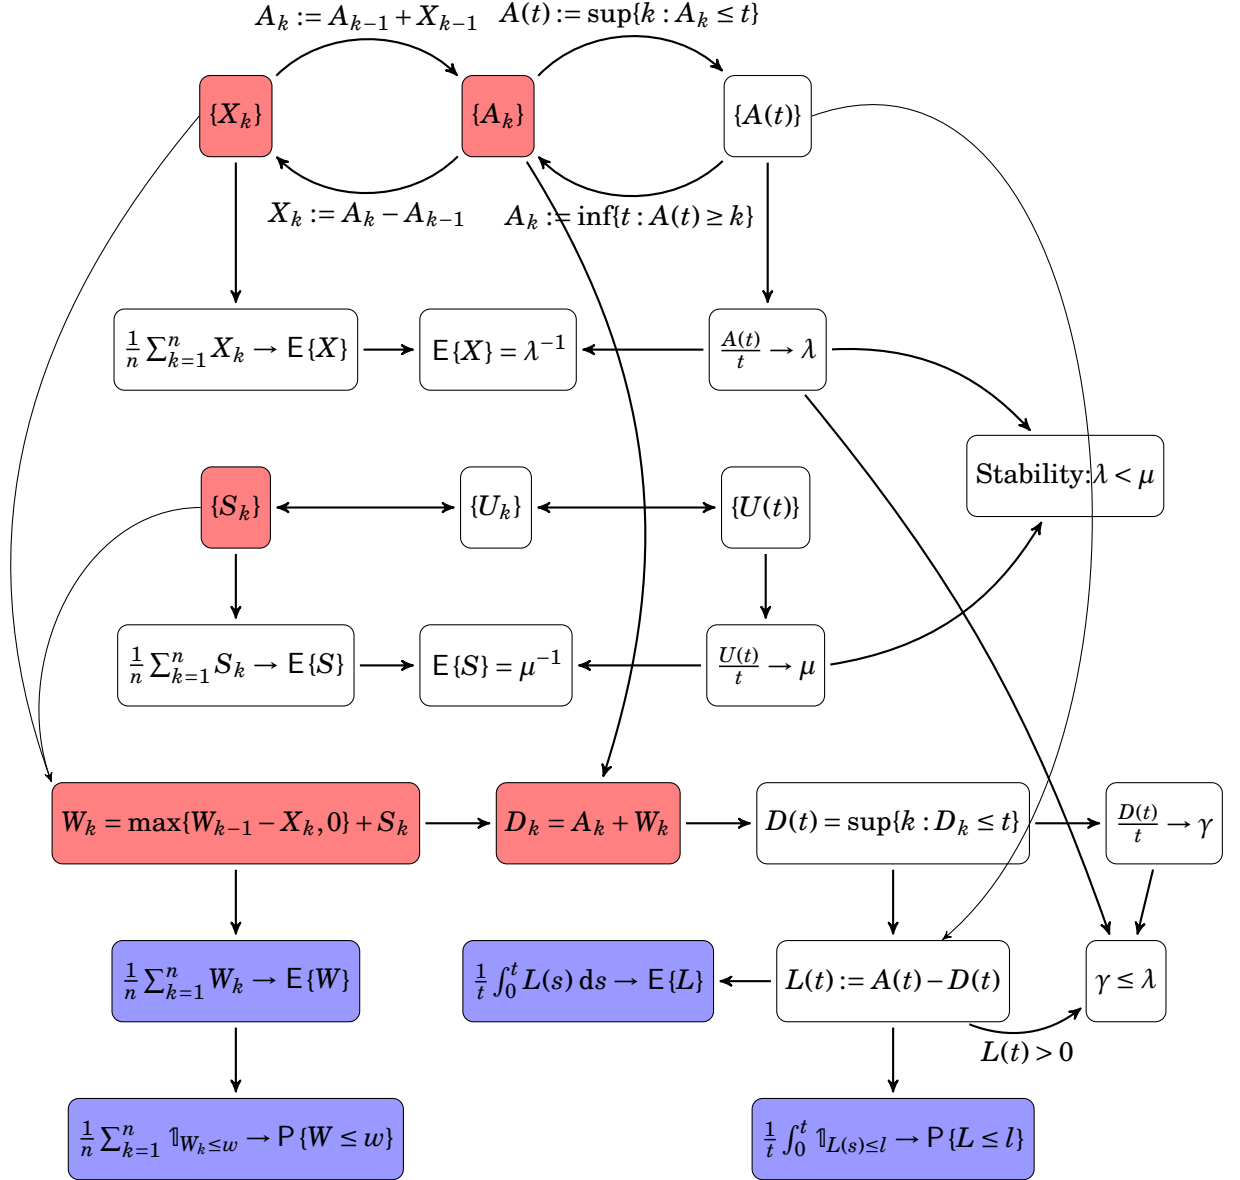 A_k := A_{k−1} + X_{k−1}
A(t) := sup{k : A_k ≤ t}
{X_k}
{A_k}
{A(t)}
X_k := A_k − A_{k−1}
A_k := inf{t : A(t) ≥ k}
1/n ∑_{k=1}^n X_k → E{X}
E{X} = λ^{−1}
A(t)/t → λ
Stability: λ < μ
{S_k}
{U_k}
{U(t)}
1/n ∑_{k=1}^n S_k → E{S}
E{S} = μ^{−1}
U(t)/t → μ
W_k = max{W_{k−1} − X_k, 0} + S_k
D_k = A_k + W_k
D(t) = sup{k : D_k ≤ t}
D(t)/t → γ
1/n ∑_{k=1}^n W_k → E{W}
1/t ∫_0^t L(s) ds → E{L}
L(t) := A(t) − D(t)
γ ≤ λ
L(t) > 0
1/n ∑_{k=1}^n 𝟙_{W_k ≤ w} → P{W ≤ w}
1/t ∫_0^t 𝟙_{L(s) ≤ l} → P{L ≤ l}